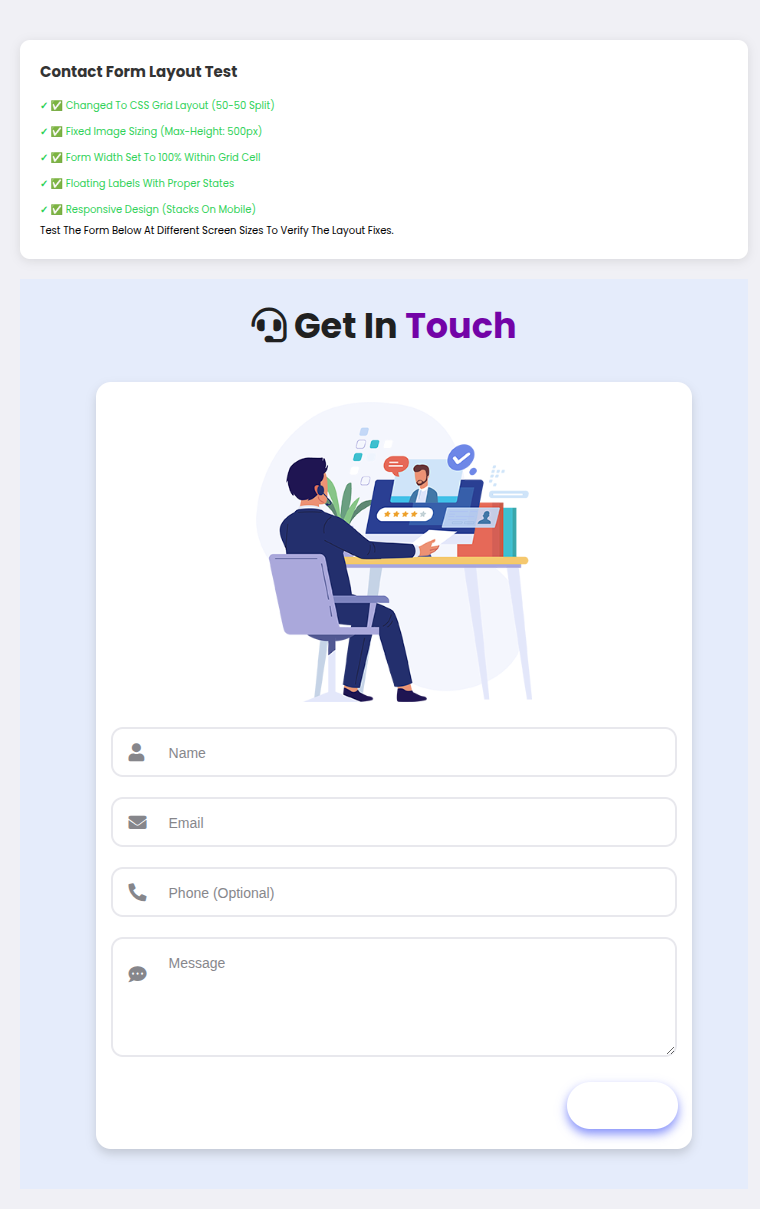 Contact Form Layout Test
✓ ✅ Changed To CSS Grid Layout (50-50 Split)
✓ ✅ Fixed Image Sizing (Max-Height: 500px)
✓ ✅ Form Width Set To 100% Within Grid Cell
✓ ✅ Floating Labels With Proper States
✓ ✅ Responsive Design (Stacks On Mobile)
Test The Form Below At Different Screen Sizes To Verify The Layout Fixes.
Get In Touch
Name
Email
Phone (Optional)
Message